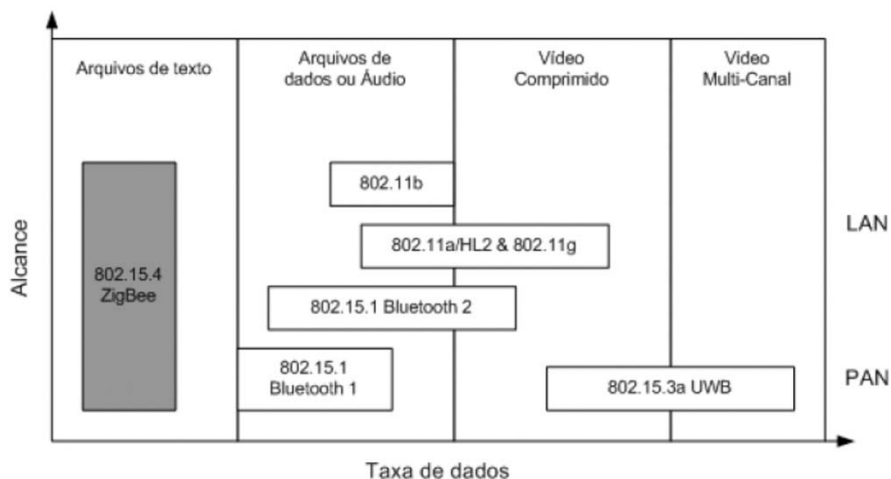 Arquivos de texto
Arquivos de
dados ou Áudio
Vídeo
Comprimido
Video
Multi-Canal
802.11b
802.11a/HL2 & 802.11g
802.15.4
ZigBee
802.15.1 Bluetooth 2
802.15.1
Bluetooth 1
802.15.3a UWB
LAN
PAN
Alcance
Taxa de dados